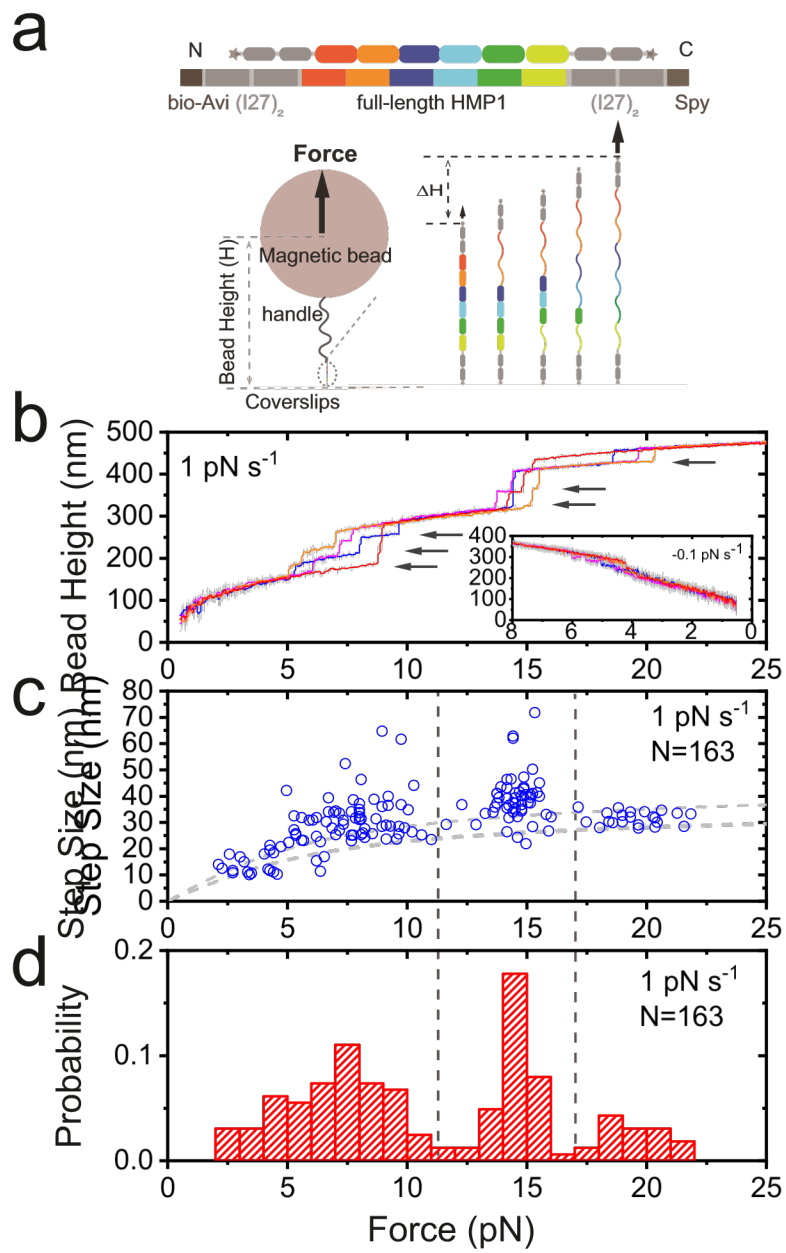 a
N
C
bio-Avi (I27)₂ full-length HMP1 (I27)₂ Spy
Force
ΔH
Bead Height (H)
Magnetic bead
handle
Coverslips
b
Bead Height (nm)
500
400
300
200
100
0
1 pN s⁻¹
400
300
200
100
0
-0.1 pN s⁻¹
8 6 4 2 0
0 5 10 15 20 25
c
Step Size (nm)
Step Size (nm)
80
70
60
50
40
30
20
10
0
1 pN s⁻¹
N=163
0 5 10 15 20 25
d
Probability
0.2
0.1
0.0
1 pN s⁻¹
N=163
0 5 10 15 20 25
Force (pN)